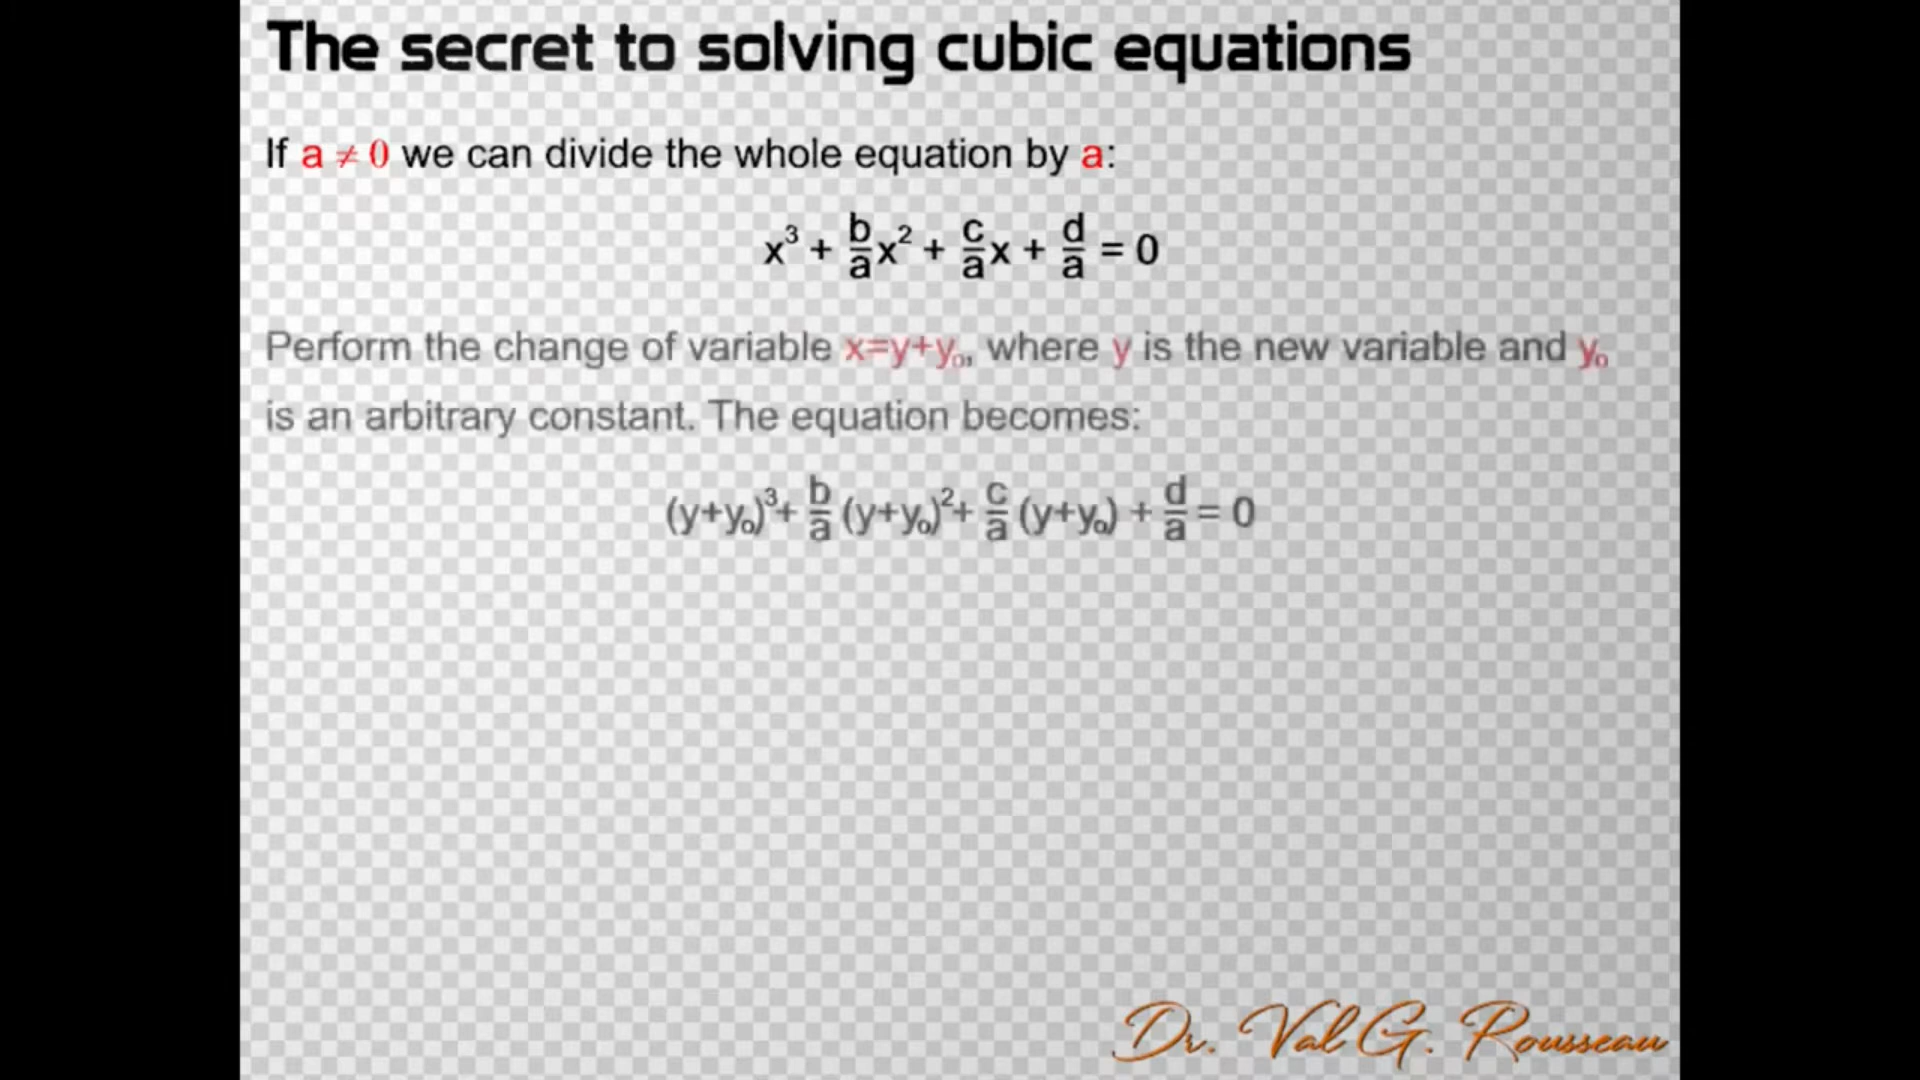 The secret to solving cubic equations
If a ≠ 0 we can divide the whole equation by a:
x³ + b/a x² + c/a x + d/a = 0
Perform the change of variable x=y+y₀, where y is the new variable and y₀
is an arbitrary constant. The equation becomes:
(y+y₀)³+ b/a (y+y₀)²+ c/a (y+y₀) + d/a = 0
Dr. Val G. Rousseau